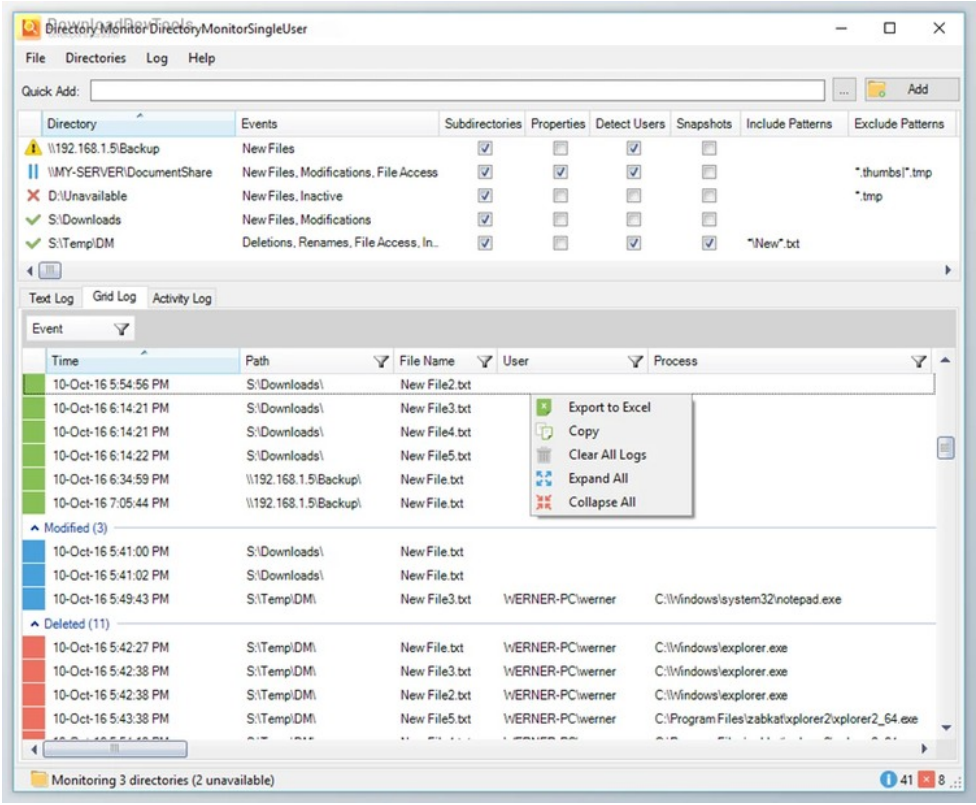 DownloadDevTools
Directory Monitor DirectoryMonitorSingleUser
File Directories Log Help
Quick Add: ... Add
Directory Events Subdirectories Properties Detect Users Snapshots Include Patterns Exclude Patterns
\\192.168.1.5\Backup New Files
\\MY-SERVER\DocumentShare New Files, Modifications, File Access *.thumbs|*.tmp
D:\Unavailable New Files, Inactive *.tmp
S:\Downloads New Files, Modifications
S:\Temp\DM Deletions, Renames, File Access, In... *\New*.txt
Text Log Grid Log Activity Log
Event
Time Path File Name User Process
10-Oct-16 5:54:56 PM S:\Downloads\ New File2.txt
10-Oct-16 6:14:21 PM S:\Downloads\ New File3.txt Export to Excel
10-Oct-16 6:14:21 PM S:\Downloads\ New File4.txt Copy
10-Oct-16 6:14:22 PM S:\Downloads\ New File5.txt Clear All Logs
10-Oct-16 6:34:59 PM \\192.168.1.5\Backup\ New File.txt Expand All
10-Oct-16 7:05:44 PM \\192.168.1.5\Backup\ New File.txt Collapse All
Modified (3)
10-Oct-16 5:41:00 PM S:\Downloads\ New File.txt
10-Oct-16 5:41:02 PM S:\Downloads\ New File.txt
10-Oct-16 5:49:43 PM S:\Temp\DM\ New File3.txt \WERNER-PC\werner C:\Windows\system32\notepad.exe
Deleted (11)
10-Oct-16 5:42:27 PM S:\Temp\DM\ New File.txt \WERNER-PC\werner C:\Windows\explorer.exe
10-Oct-16 5:42:38 PM S:\Temp\DM\ New File3.txt \WERNER-PC\werner C:\Windows\explorer.exe
10-Oct-16 5:42:38 PM S:\Temp\DM\ New File2.txt \WERNER-PC\werner C:\Windows\explorer.exe
10-Oct-16 5:43:38 PM S:\Temp\DM\ New File5.txt \WERNER-PC\werner C:\Program Files\zabkat\xplorer2\xplorer2_64.exe
Monitoring 3 directories (2 unavailable) 41 8